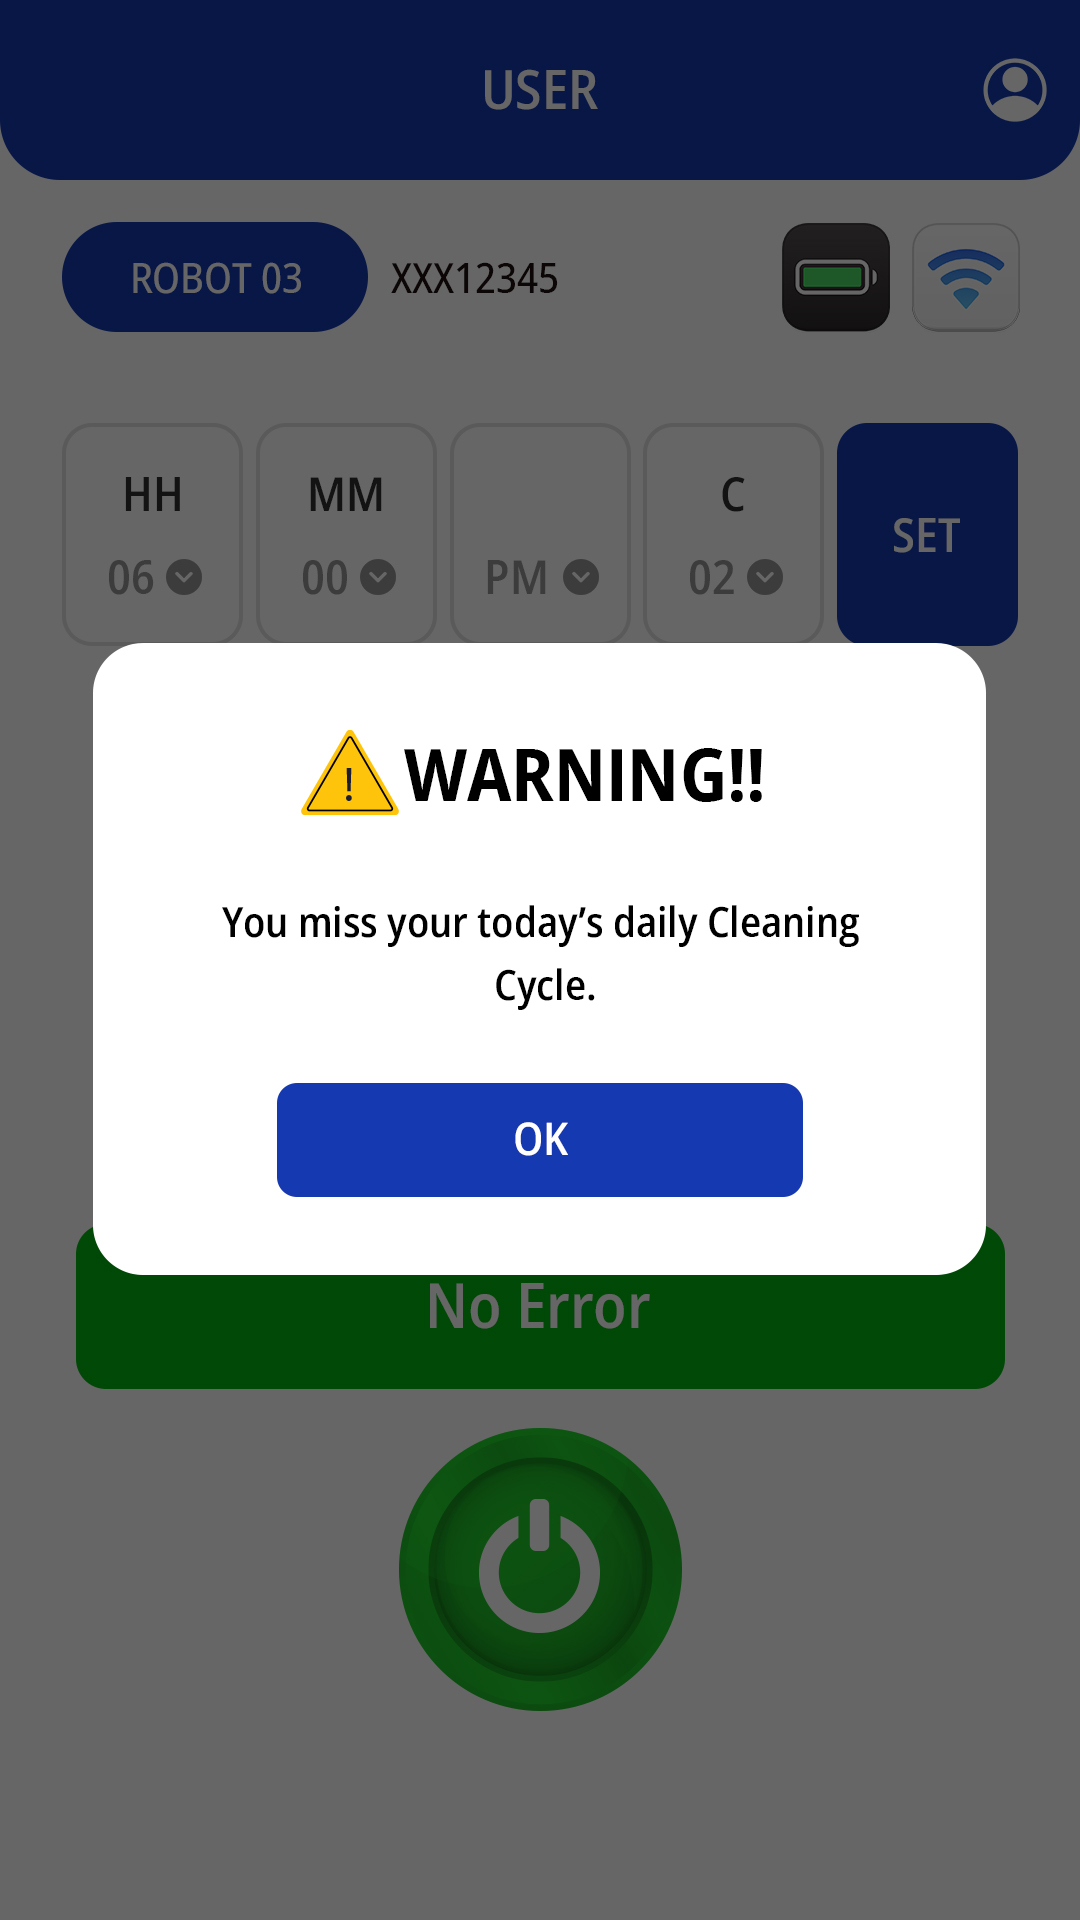 USER
ROBOT 03 XXX12345
HH MM C
06 00 PM 02 SET
! WARNING!!
You miss your today’s daily Cleaning
Cycle.
OK
No Error